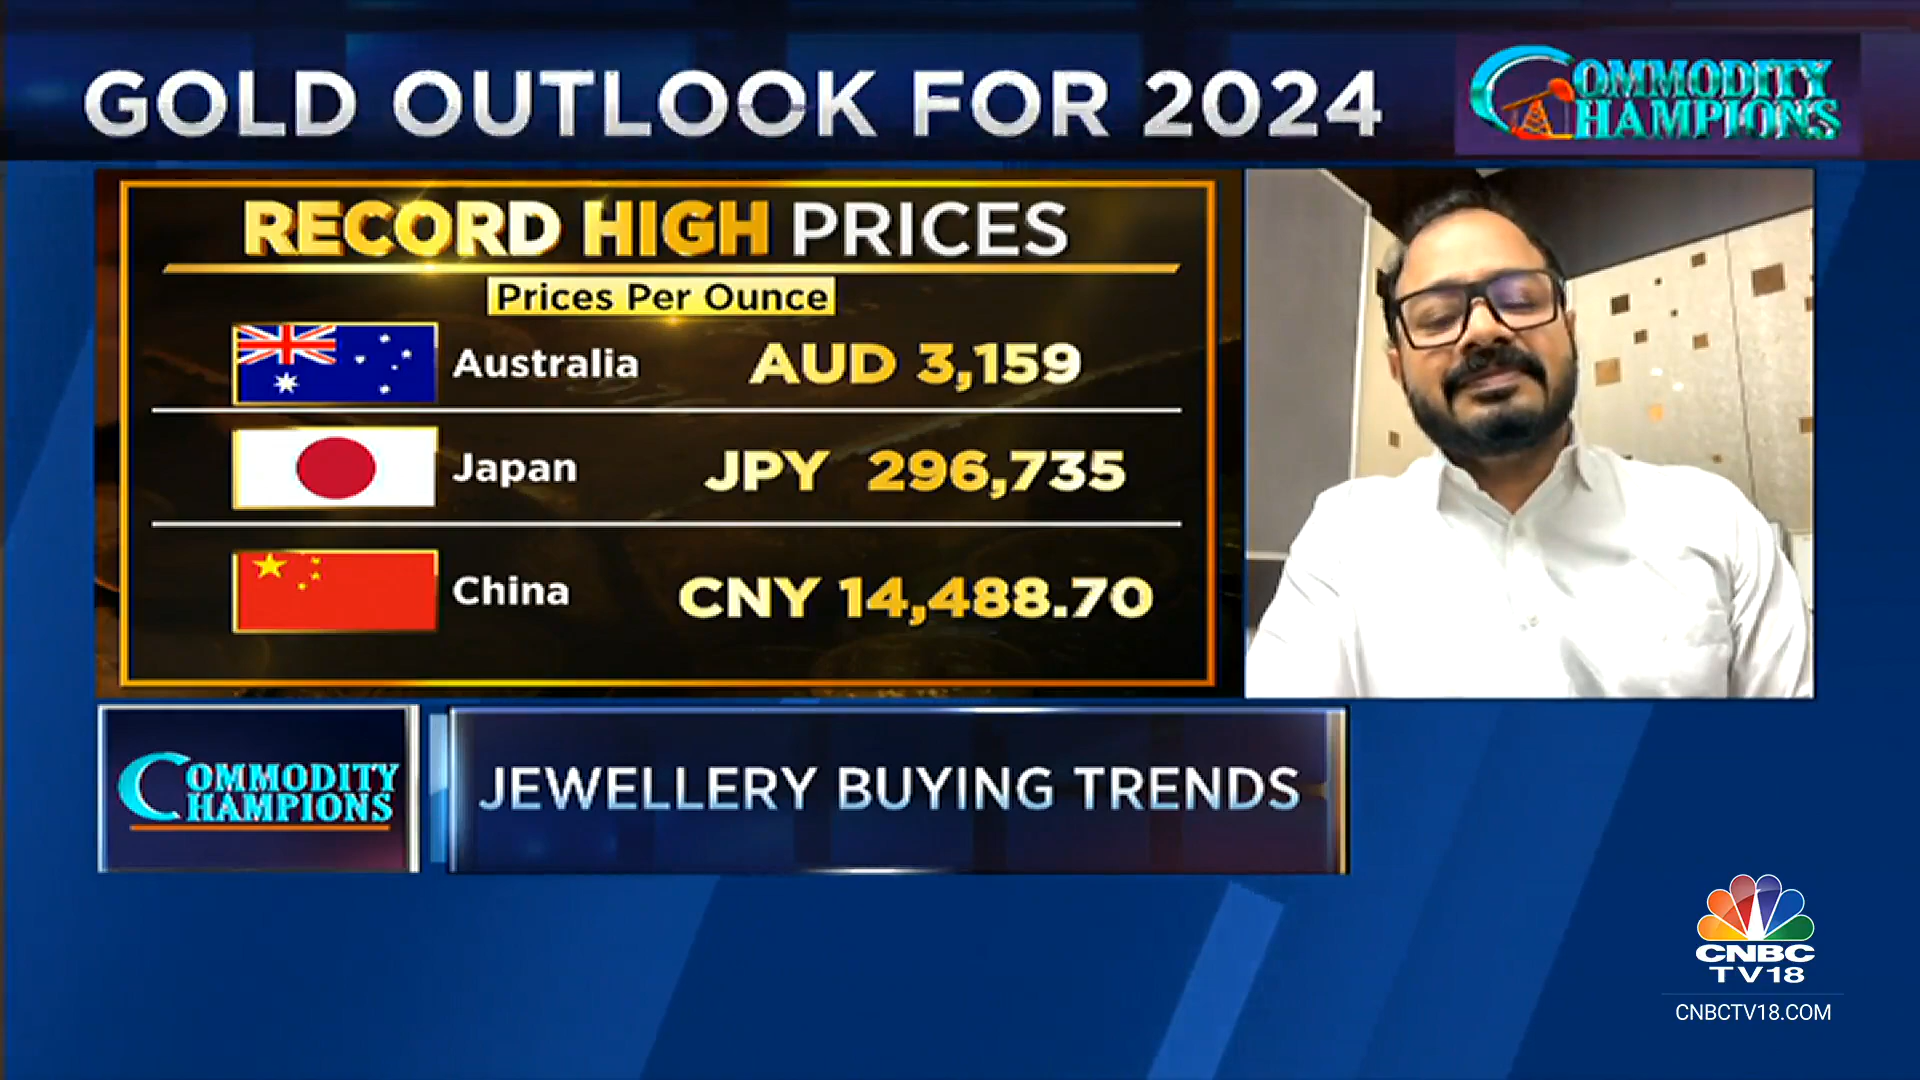 GOLD OUTLOOK FOR 2024
COMMODITY
CHAMPIONS
RECORD HIGH PRICES
Prices Per Ounce
Australia AUD 3,159
Japan JPY 296,735
China CNY 14,488.70
COMMODITY
CHAMPIONS
JEWELLERY BUYING TRENDS
CNBC
TV18
CNBCTV18.COM